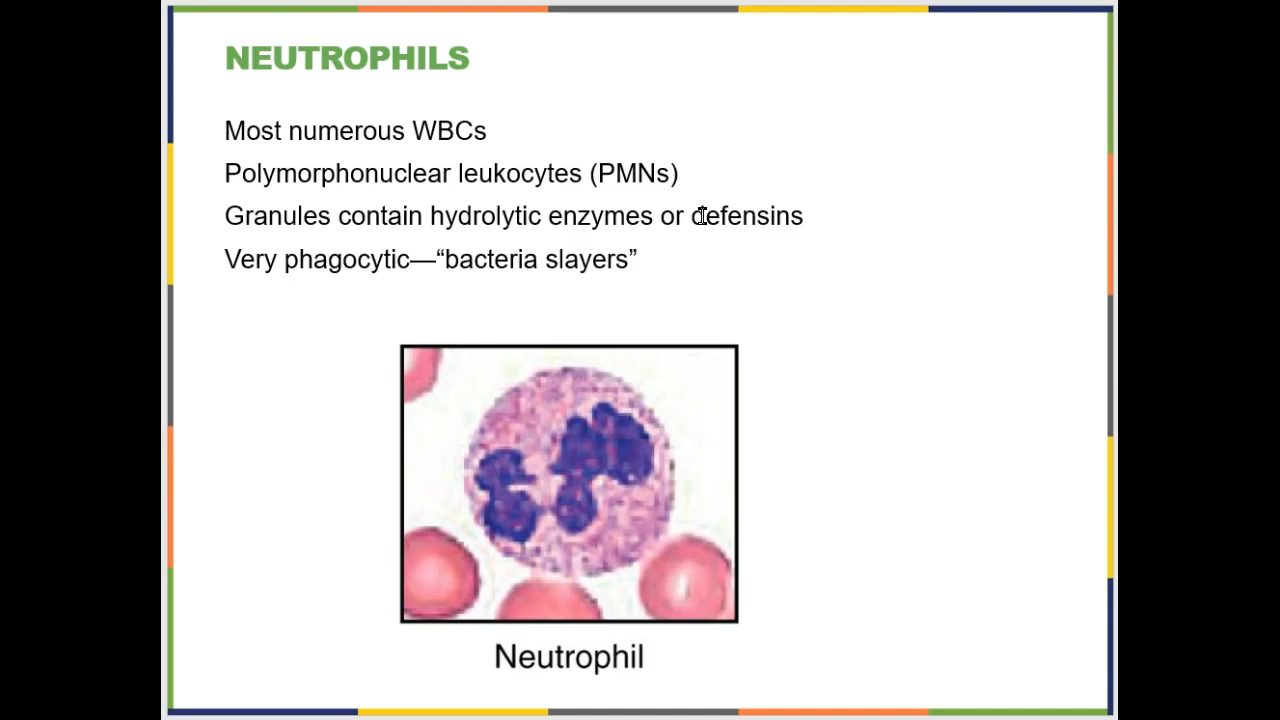 NEUTROPHILS
Most numerous WBCs
Polymorphonuclear leukocytes (PMNs)
Granules contain hydrolytic enzymes or defensins
Very phagocytic—“bacteria slayers”
Neutrophil